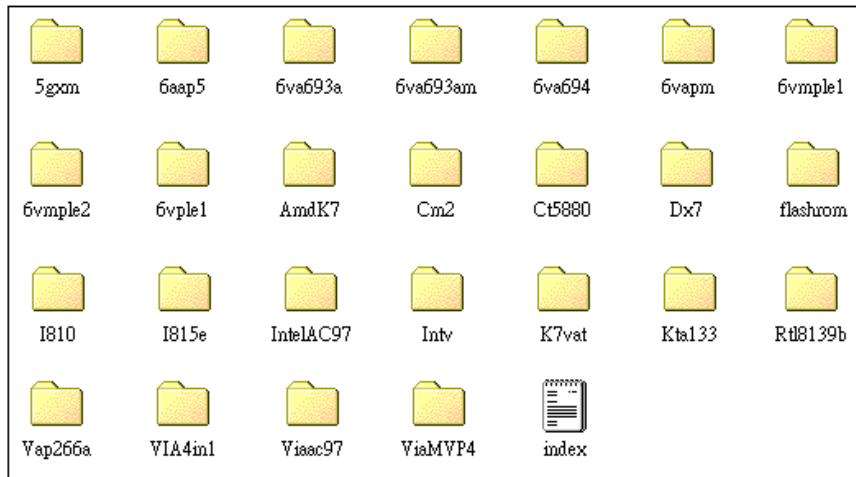 5gxm 6aap5 6va693a 6va693am 6va694 6vapm 6vmple1
6vmple2 6vple1 AmdK7 Cm2 Ct5880 Dx7 flashrom
I810 I815e IntelAC97 Intv K7vat Kta133 Rtl8139b
Vap266a VIA4in1 Viaac97 ViaMVP4 index